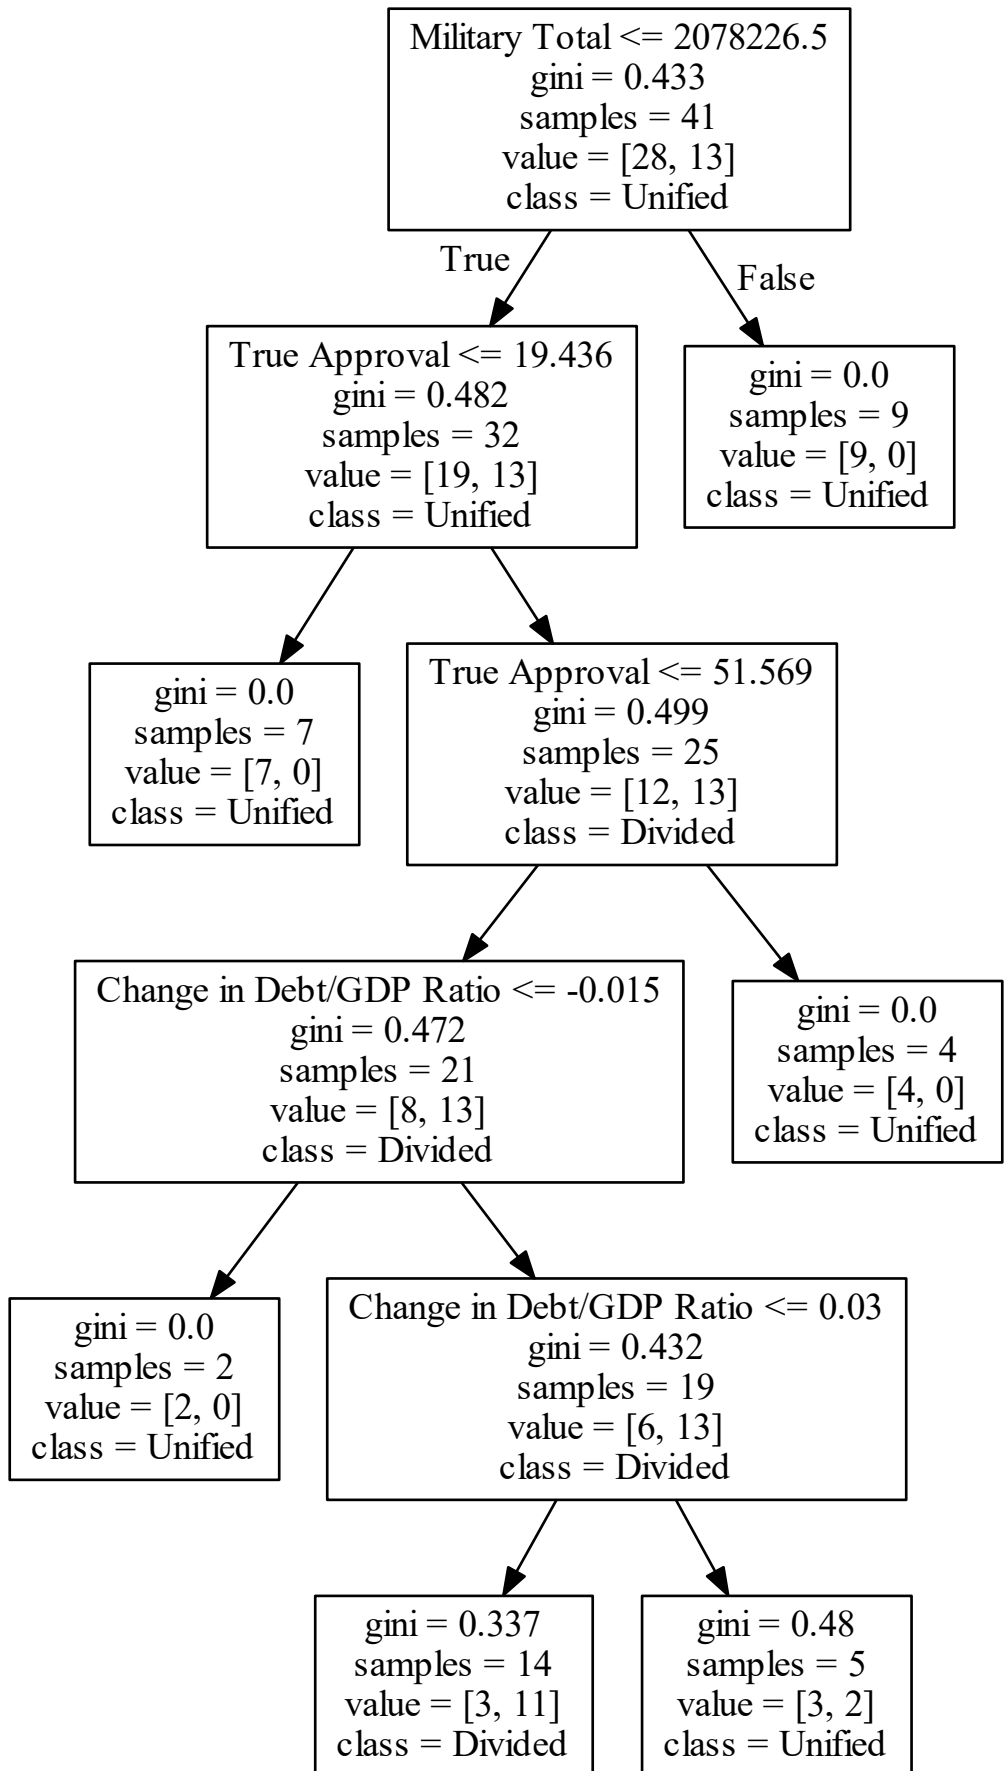 Military Total <= 2078226.5
gini = 0.433
samples = 41
value = [28, 13]
class = Unified
True
False
True Approval <= 19.436
gini = 0.482
samples = 32
value = [19, 13]
class = Unified
gini = 0.0
samples = 9
value = [9, 0]
class = Unified
gini = 0.0
samples = 7
value = [7, 0]
class = Unified
True Approval <= 51.569
gini = 0.499
samples = 25
value = [12, 13]
class = Divided
Change in Debt/GDP Ratio <= -0.015
gini = 0.472
samples = 21
value = [8, 13]
class = Divided
gini = 0.0
samples = 4
value = [4, 0]
class = Unified
gini = 0.0
samples = 2
value = [2, 0]
class = Unified
Change in Debt/GDP Ratio <= 0.03
gini = 0.432
samples = 19
value = [6, 13]
class = Divided
gini = 0.337
samples = 14
value = [3, 11]
class = Divided
gini = 0.48
samples = 5
value = [3, 2]
class = Unified